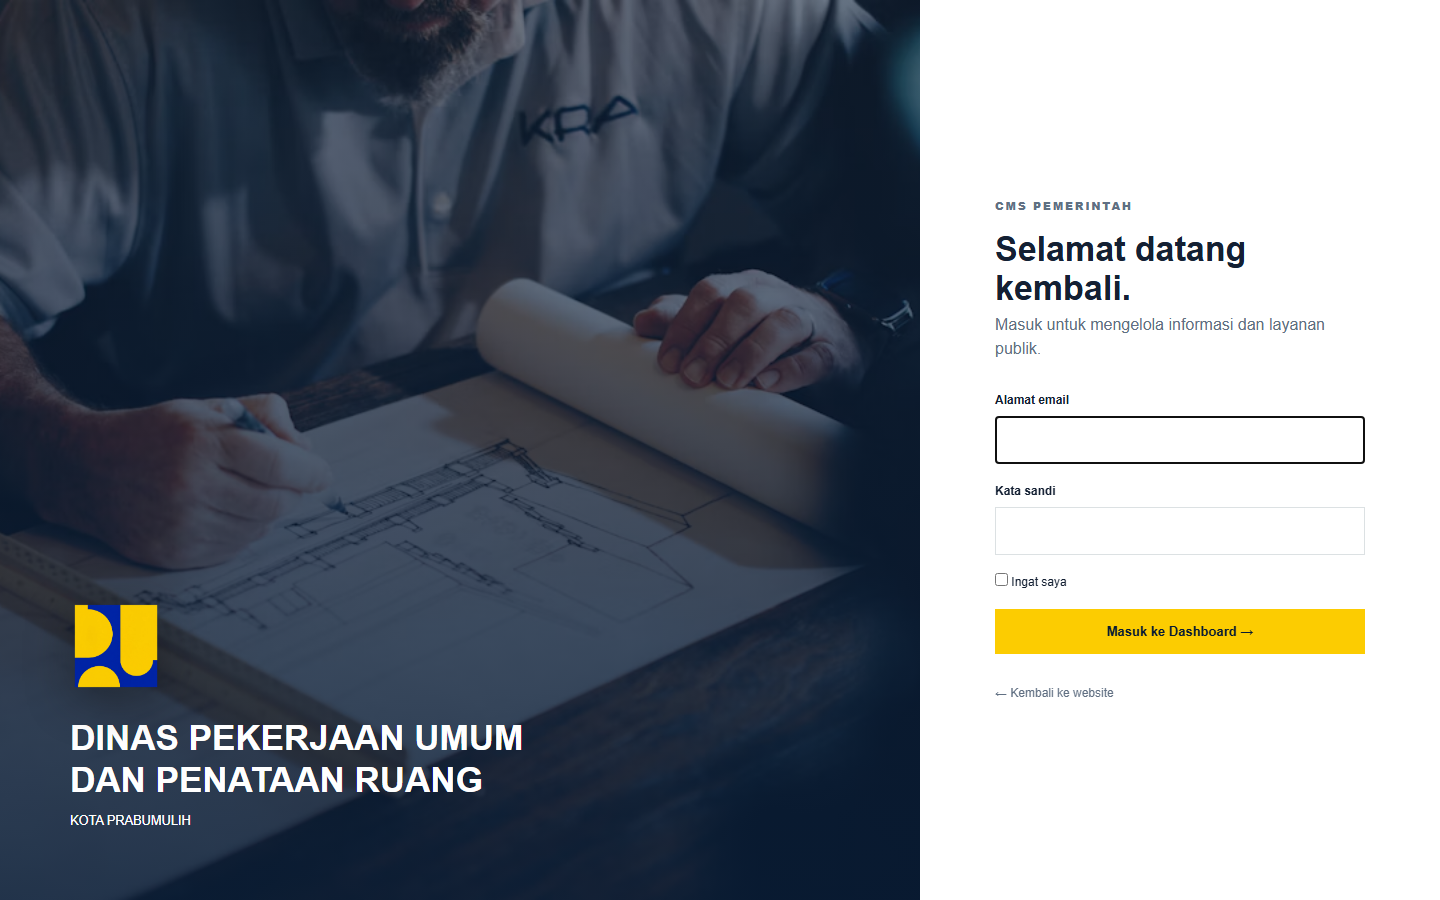 KRA
DINAS PEKERJAAN UMUM
DAN PENATAAN RUANG
KOTA PRABUMULIH
CMS PEMERINTAH
Selamat datang
kembali.
Masuk untuk mengelola informasi dan layanan
publik.
Alamat email
Kata sandi
Ingat saya
Masuk ke Dashboard →
← Kembali ke website